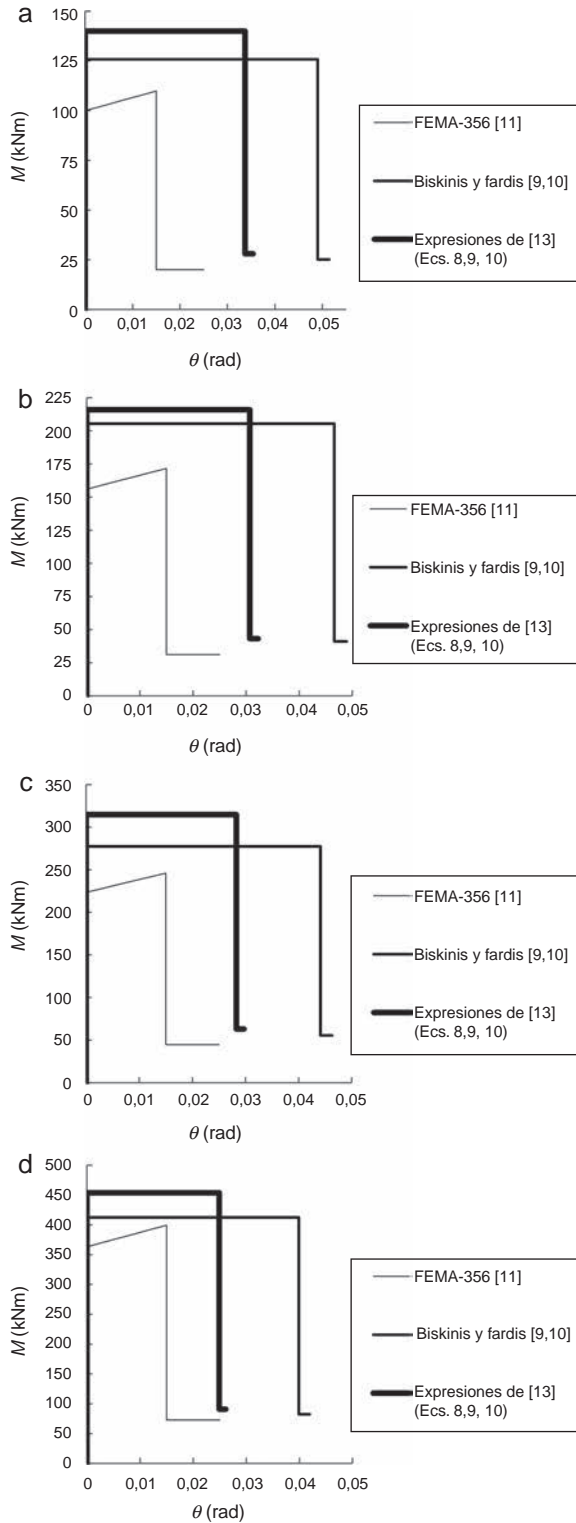 a
150
125
100
75
50
25
0
M (kNm)
0 0,01 0,02 0,03 0,04 0,05
θ (rad)
FEMA-356 [11]
Biskinis y fardis [9,10]
Expresiones de [13]
(Ecs. 8,9, 10)
b
225
200
175
150
125
100
75
50
25
0
M (kNm)
0 0,01 0,02 0,03 0,04 0,05
θ (rad)
FEMA-356 [11]
Biskinis y fardis [9,10]
Expresiones de [13]
(Ecs. 8,9, 10)
c
350
300
250
200
150
100
50
0
M (kNm)
0 0,01 0,02 0,03 0,04 0,05
θ (rad)
FEMA-356 [11]
Biskinis y fardis [9,10]
Expresiones de [13]
(Ecs. 8,9, 10)
d
500
450
400
350
300
250
200
150
100
50
0
M (kNm)
0,00 0,01 0,02 0,03 0,04 0,05
θ (rad)
FEMA-356 [11]
Biskinis y fardis [9,10]
Expresiones de [13]
(Ecs. 8,9, 10)